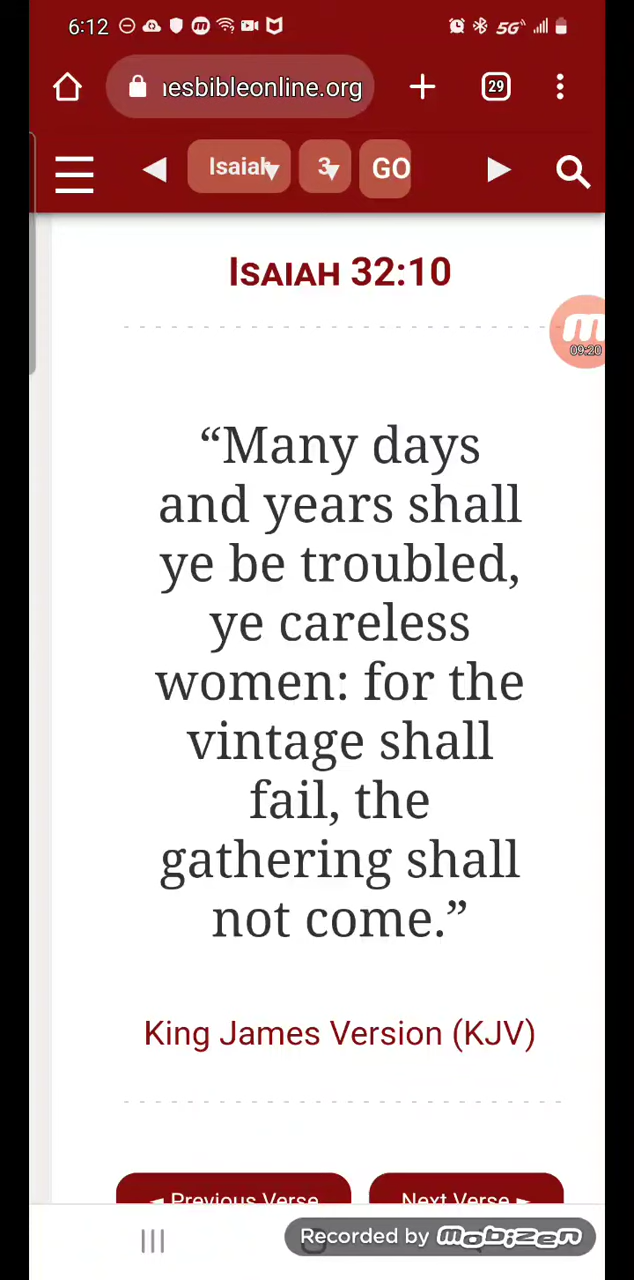 6:12 5G
ıesbibleonline.org 29
Isaiah 3 GO
ISAIAH 32:10
09:20
“Many days
and years shall
ye be troubled,
ye careless
women: for the
vintage shall
fail, the
gathering shall
not come.”
King James Version (KJV)
◄ Previous Verse Next Verse ►
Recorded by mobizen